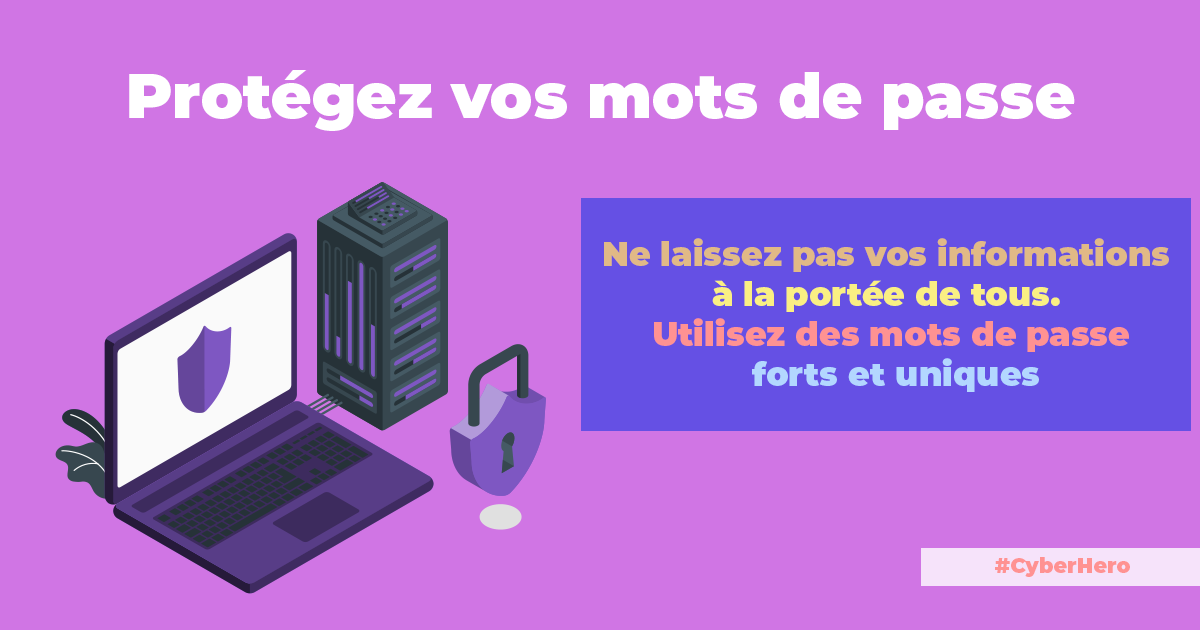 Protégez vos mots de passe
Ne laissez pas vos informations
à la portée de tous.
Utilisez des mots de passe
forts et uniques
#CyberHero